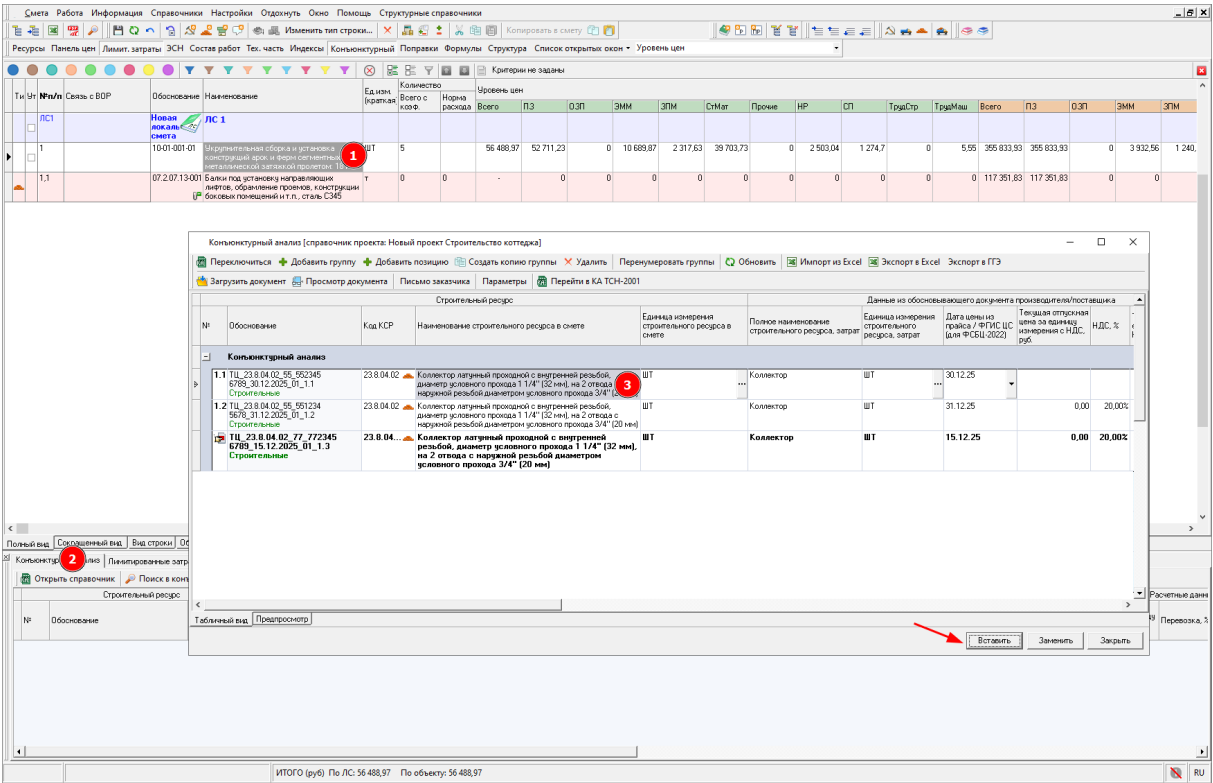 Смета Работа Информация Справочники Настройки Отдохнуть Окно Помощь Структурные справочники
Изменить тип строки... Копировать в смету
Ресурсы Панель цен Лимит. затраты ЭСН Состав работ Тех. часть Индексы Конъюнктурный Поправки Формулы Структура Список открытых окон Уровень цен
Критерии не заданы
Ти Уг №п/п Связь с ВОР Обоснование Наименование Ед.изм. (краткая) Количество Уровень цен
Всего с коэф. Норма расхода Всего ПЗ ОЗП ЭММ ЗПМ СтМат Прочие НР СП ТрудСтр ТрудМаш Всего ПЗ ОЗП ЭММ ЗПМ
ЛС1 Новая локаль смета ЛС 1
1 10-01-001-01 Укрупнительная сборка и установка ШТ 5 56 488,97 52 711,23 0 10 689,87 2 317,63 39 703,73 0 2 503,04 1 274,7 0 5,55 355 833,93 355 833,93 0 3 932,56 1 240,
конструкций арок и ферм сегментных
металлической затяжкой пролетом: 18
1
1,1 07.2.07.13-001 Балки под установку направляющих т 0 0 - 0 0 0 0 0 0 0 0 0 117 351,83 117 351,83 0 0
лифтов, обрамление проемов, конструкции
боковых помещений и т.п., сталь С345
Конъюнктурный анализ [справочник проекта: Новый проект Строительство коттеджа]
Переключиться Добавить группу Добавить позицию Создать копию группы Удалить Перенумеровать группы Обновить Импорт из Excel Экспорт в Excel Экспорт в ГГЭ
Загрузить документ Просмотр документа Письмо заказчика Параметры Перейти в КА ТСН-2001
Строительный ресурс Данные из обосновывающего документа производителя/поставщика
№ Обоснование Код КСР Наименование строительного ресурса в смете Единица измерения строительного ресурса в смете Полное наименование строительного ресурса, затрат Единица измерения строительного ресурса, затрат Дата цены из прайса / ФГИС ЦС (для ФСБЦ-2022) Текущая отпускная цена за единицу измерения с НДС, руб. НДС, %
Конъюнктурный анализ
1.1 ТЦ_23.8.04.02_55_552345 23.8.04.02 Коллектор латунный проходной с внутренней резьбой, ШТ ... Коллектор ШТ ... 30.12.25
6789_30.12.2025_01_1.1 диаметр условного прохода 1 1/4" (32 мм), на 2 отвода
Строительные наружной резьбой диаметром условного прохода 3/4"
3
1.2 ТЦ_23.8.04.02_55_551234 23.8.04.02 Коллектор латунный проходной с внутренней резьбой, ШТ Коллектор ШТ 31.12.25 0,00 20,00%
5678_31.12.2025_01_1.2 диаметр условного прохода 1 1/4" (32 мм), на 2 отвода с
Строительные наружной резьбой диаметром условного прохода 3/4" (20 мм)
ТЦ_23.8.04.02_77_772345 23.8.04... Коллектор латунный проходной с внутренней ШТ Коллектор ШТ 15.12.25 0,00 20,00%
6789_15.12.2025_01_1.3 резьбой, диаметр условного прохода 1 1/4" (32 мм),
Строительные на 2 отвода с наружной резьбой диаметром
условного прохода 3/4" (20 мм)
Табличный вид Предпросмотр
Вставить Заменить Закрыть
Полный вид Сокращенный вид Вид строки Об
2
Конъюнктур лиз Лимитированные затр
Открыть справочник Поиск в конъ
Строительный ресурс Расчетные данн
№ Обоснование Перевозка, %
ИТОГО (руб) По ЛС: 56 488,97 По объекту: 56 488,97
RU